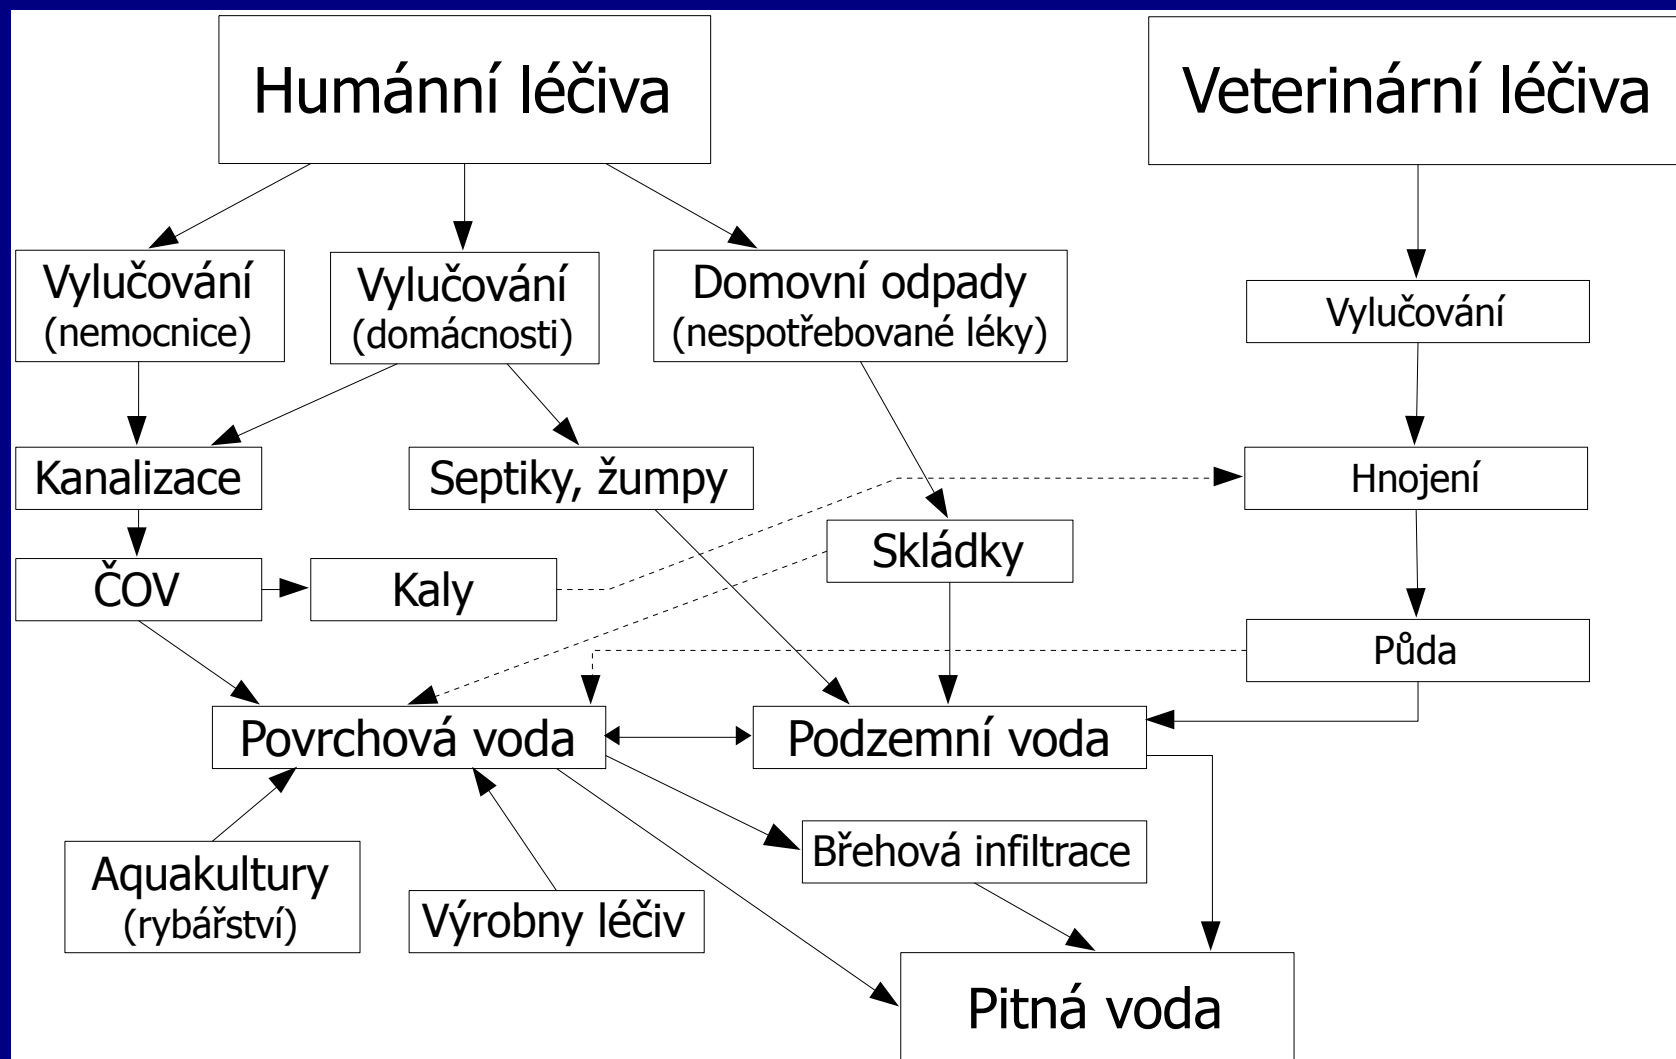 Humánní léčiva
Veterinární léčiva
Vylučování
(nemocnice)
Vylučování
(domácnosti)
Domovní odpady
(nespotřebované léky)
Vylučování
Kanalizace
Septiky, žumpy
Hnojení
Skládky
ČOV
Kaly
Půda
Povrchová voda
Podzemní voda
Břehová infiltrace
Aquakultury
(rybářství)
Výrobny léčiv
Pitná voda